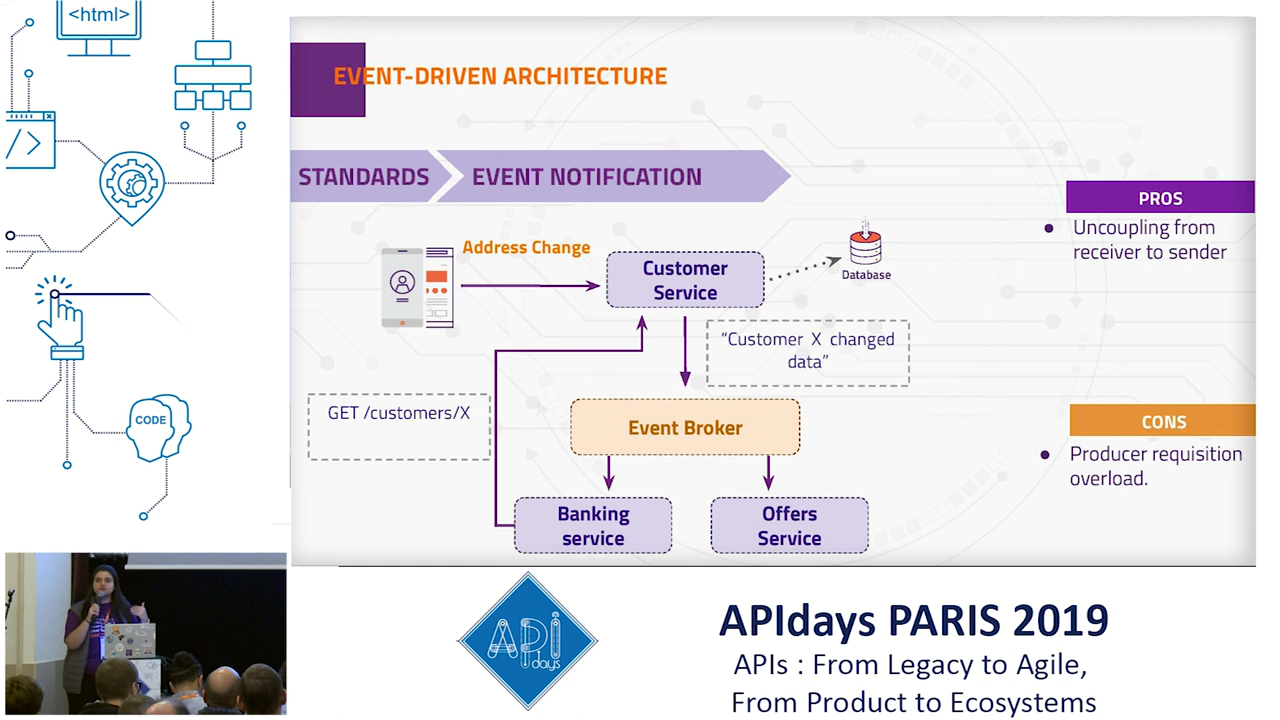 <html>
/>
CODE
EVENT-DRIVEN ARCHITECTURE
STANDARDS
EVENT NOTIFICATION
Address Change
Customer
Service
Database
"Customer X changed
data"
GET /customers/X
Event Broker
Banking
service
Offers
Service
PROS
• Uncoupling from
receiver to sender
CONS
• Producer requisition
overload.
API
days
APIdays PARIS 2019
APIs : From Legacy to Agile,
From Product to Ecosystems